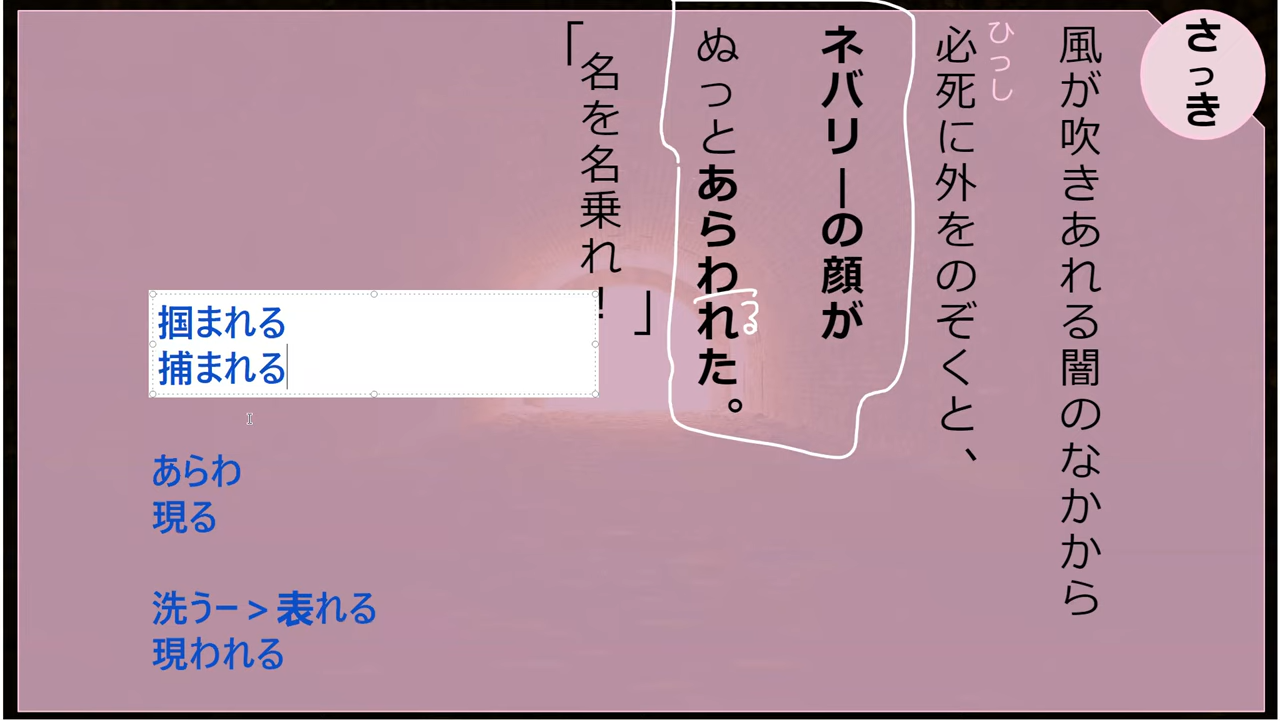 さっき
風が吹きあれる闇のなかから
ひっし
必死に外をのぞくと、
ネバリーの顔が
ぬっとあらわれた。
る
「名を名乗れ!」
掴まれる
捕まれる
あらわ
現る
洗うー > 表れる
現われる